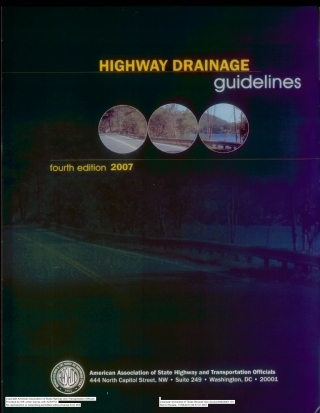 HIGHWAY DRAINAGE
guidelines
fourth edition 2007
American Association of State Highway and Transportation Officials
444 North Capitol Street, NW • Suite 249 • Washington, DC • 20001